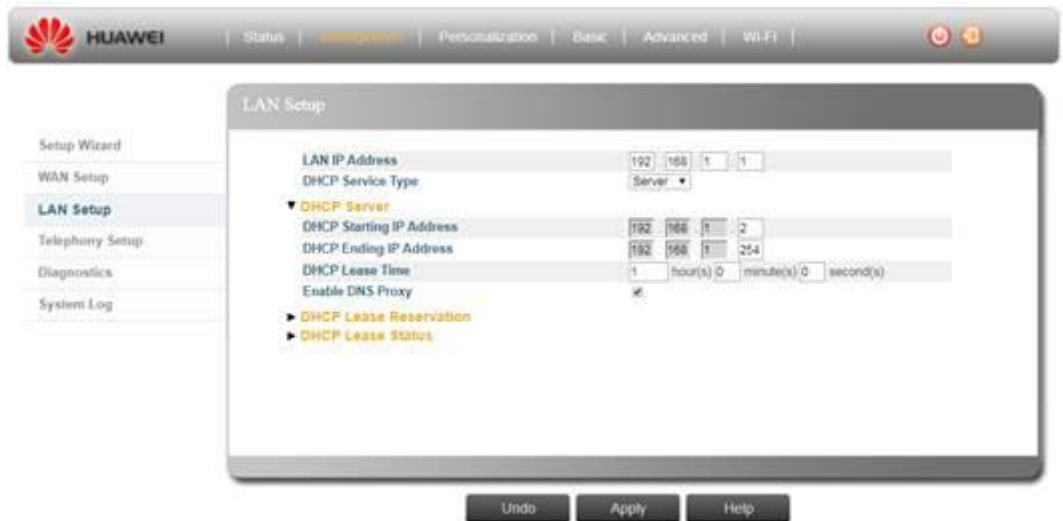 HUAWEI
Status | Management | Personalization | Basic | Advanced | Wi-Fi |
LAN Setup
Setup Wizard
WAN Setup
LAN Setup
Telephony Setup
Diagnostics
System Log
LAN IP Address 192 . 168 . 1 . 1
DHCP Service Type Server
DHCP Server
DHCP Starting IP Address 192 . 168 . 1 . 2
DHCP Ending IP Address 192 . 168 . 1 . 254
DHCP Lease Time 1 hour(s) 0 minute(s) 0 second(s)
Enable DNS Proxy
DHCP Lease Reservation
DHCP Lease Status
Undo Apply Help